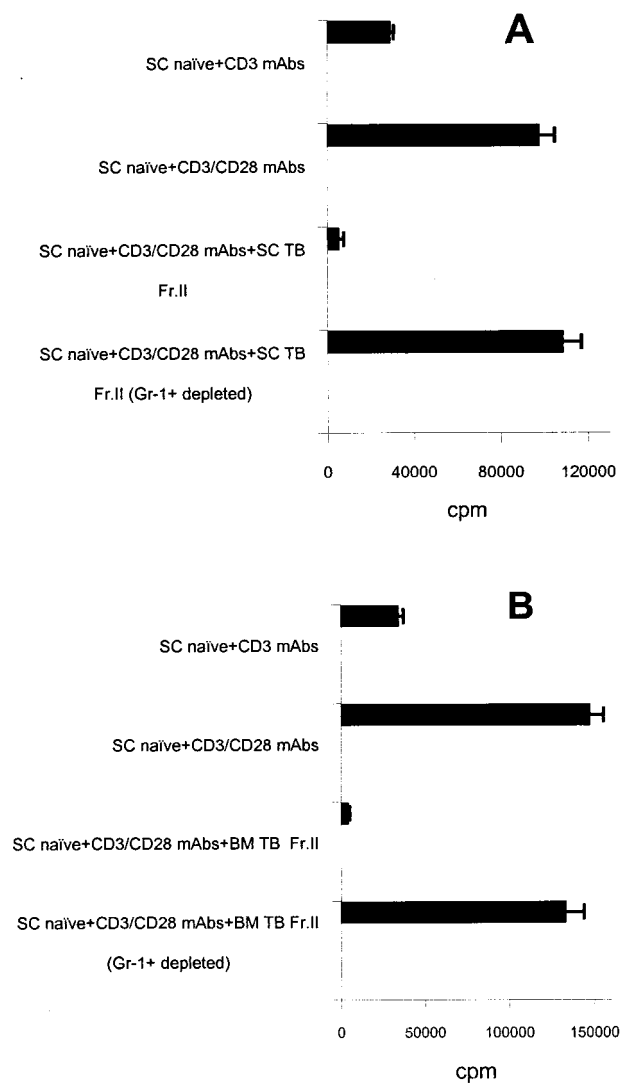 A
SC naïve+CD3 mAbs
SC naïve+CD3/CD28 mAbs
SC naïve+CD3/CD28 mAbs+SC TB
Fr.II
SC naïve+CD3/CD28 mAbs+SC TB
Fr.II (Gr-1+ depleted)
0 40000 80000 120000
cpm
B
SC naïve+CD3 mAbs
SC naïve+CD3/CD28 mAbs
SC naïve+CD3/CD28 mAbs+BM TB Fr.II
SC naïve+CD3/CD28 mAbs+BM TB Fr.II
(Gr-1+ depleted)
0 50000 100000 150000
cpm